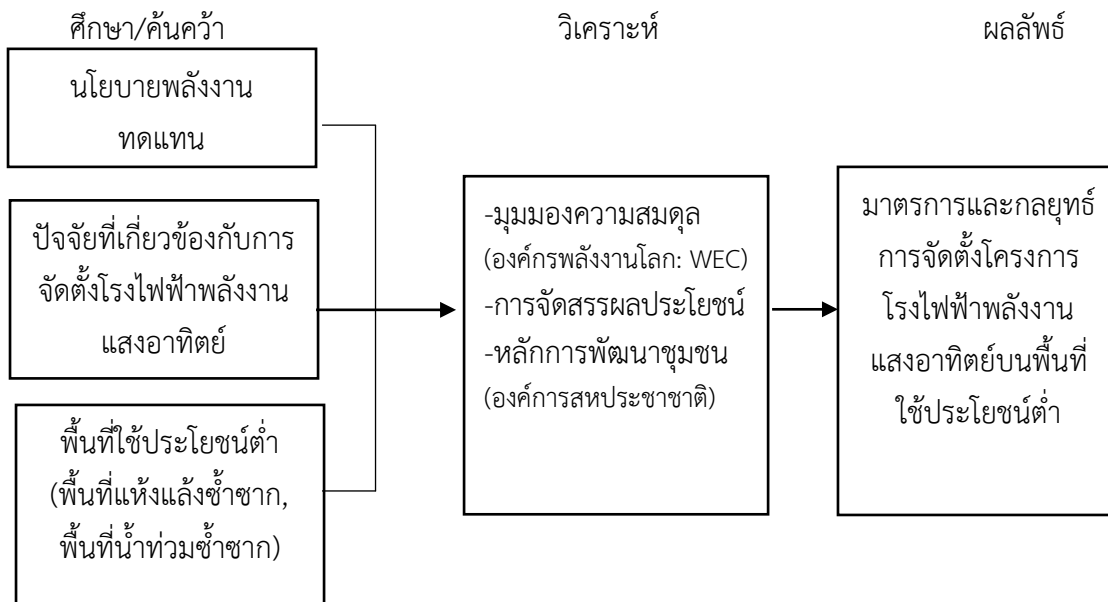 ศึกษา/ค้นคว้า
วิเคราะห์
ผลลัพธ์
นโยบายพลังงาน
ทดแทน
ปัจจัยที่เกี่ยวข้องกับการ
จัดตั้งโรงไฟฟ้าพลังงาน
แสงอาทิตย์
พื้นที่ใช้ประโยชน์ต่ำ
(พื้นที่แห้งแล้งซ้ำซาก,
พื้นที่น้ำท่วมซ้ำซาก)
-มุมมองความสมดุล
(องค์กรพลังงานโลก: WEC)
-การจัดสรรผลประโยชน์
-หลักการพัฒนาชุมชน
(องค์การสหประชาชาติ)
มาตรการและกลยุทธ์
การจัดตั้งโครงการ
โรงไฟฟ้าพลังงาน
แสงอาทิตย์บนพื้นที่
ใช้ประโยชน์ต่ำ